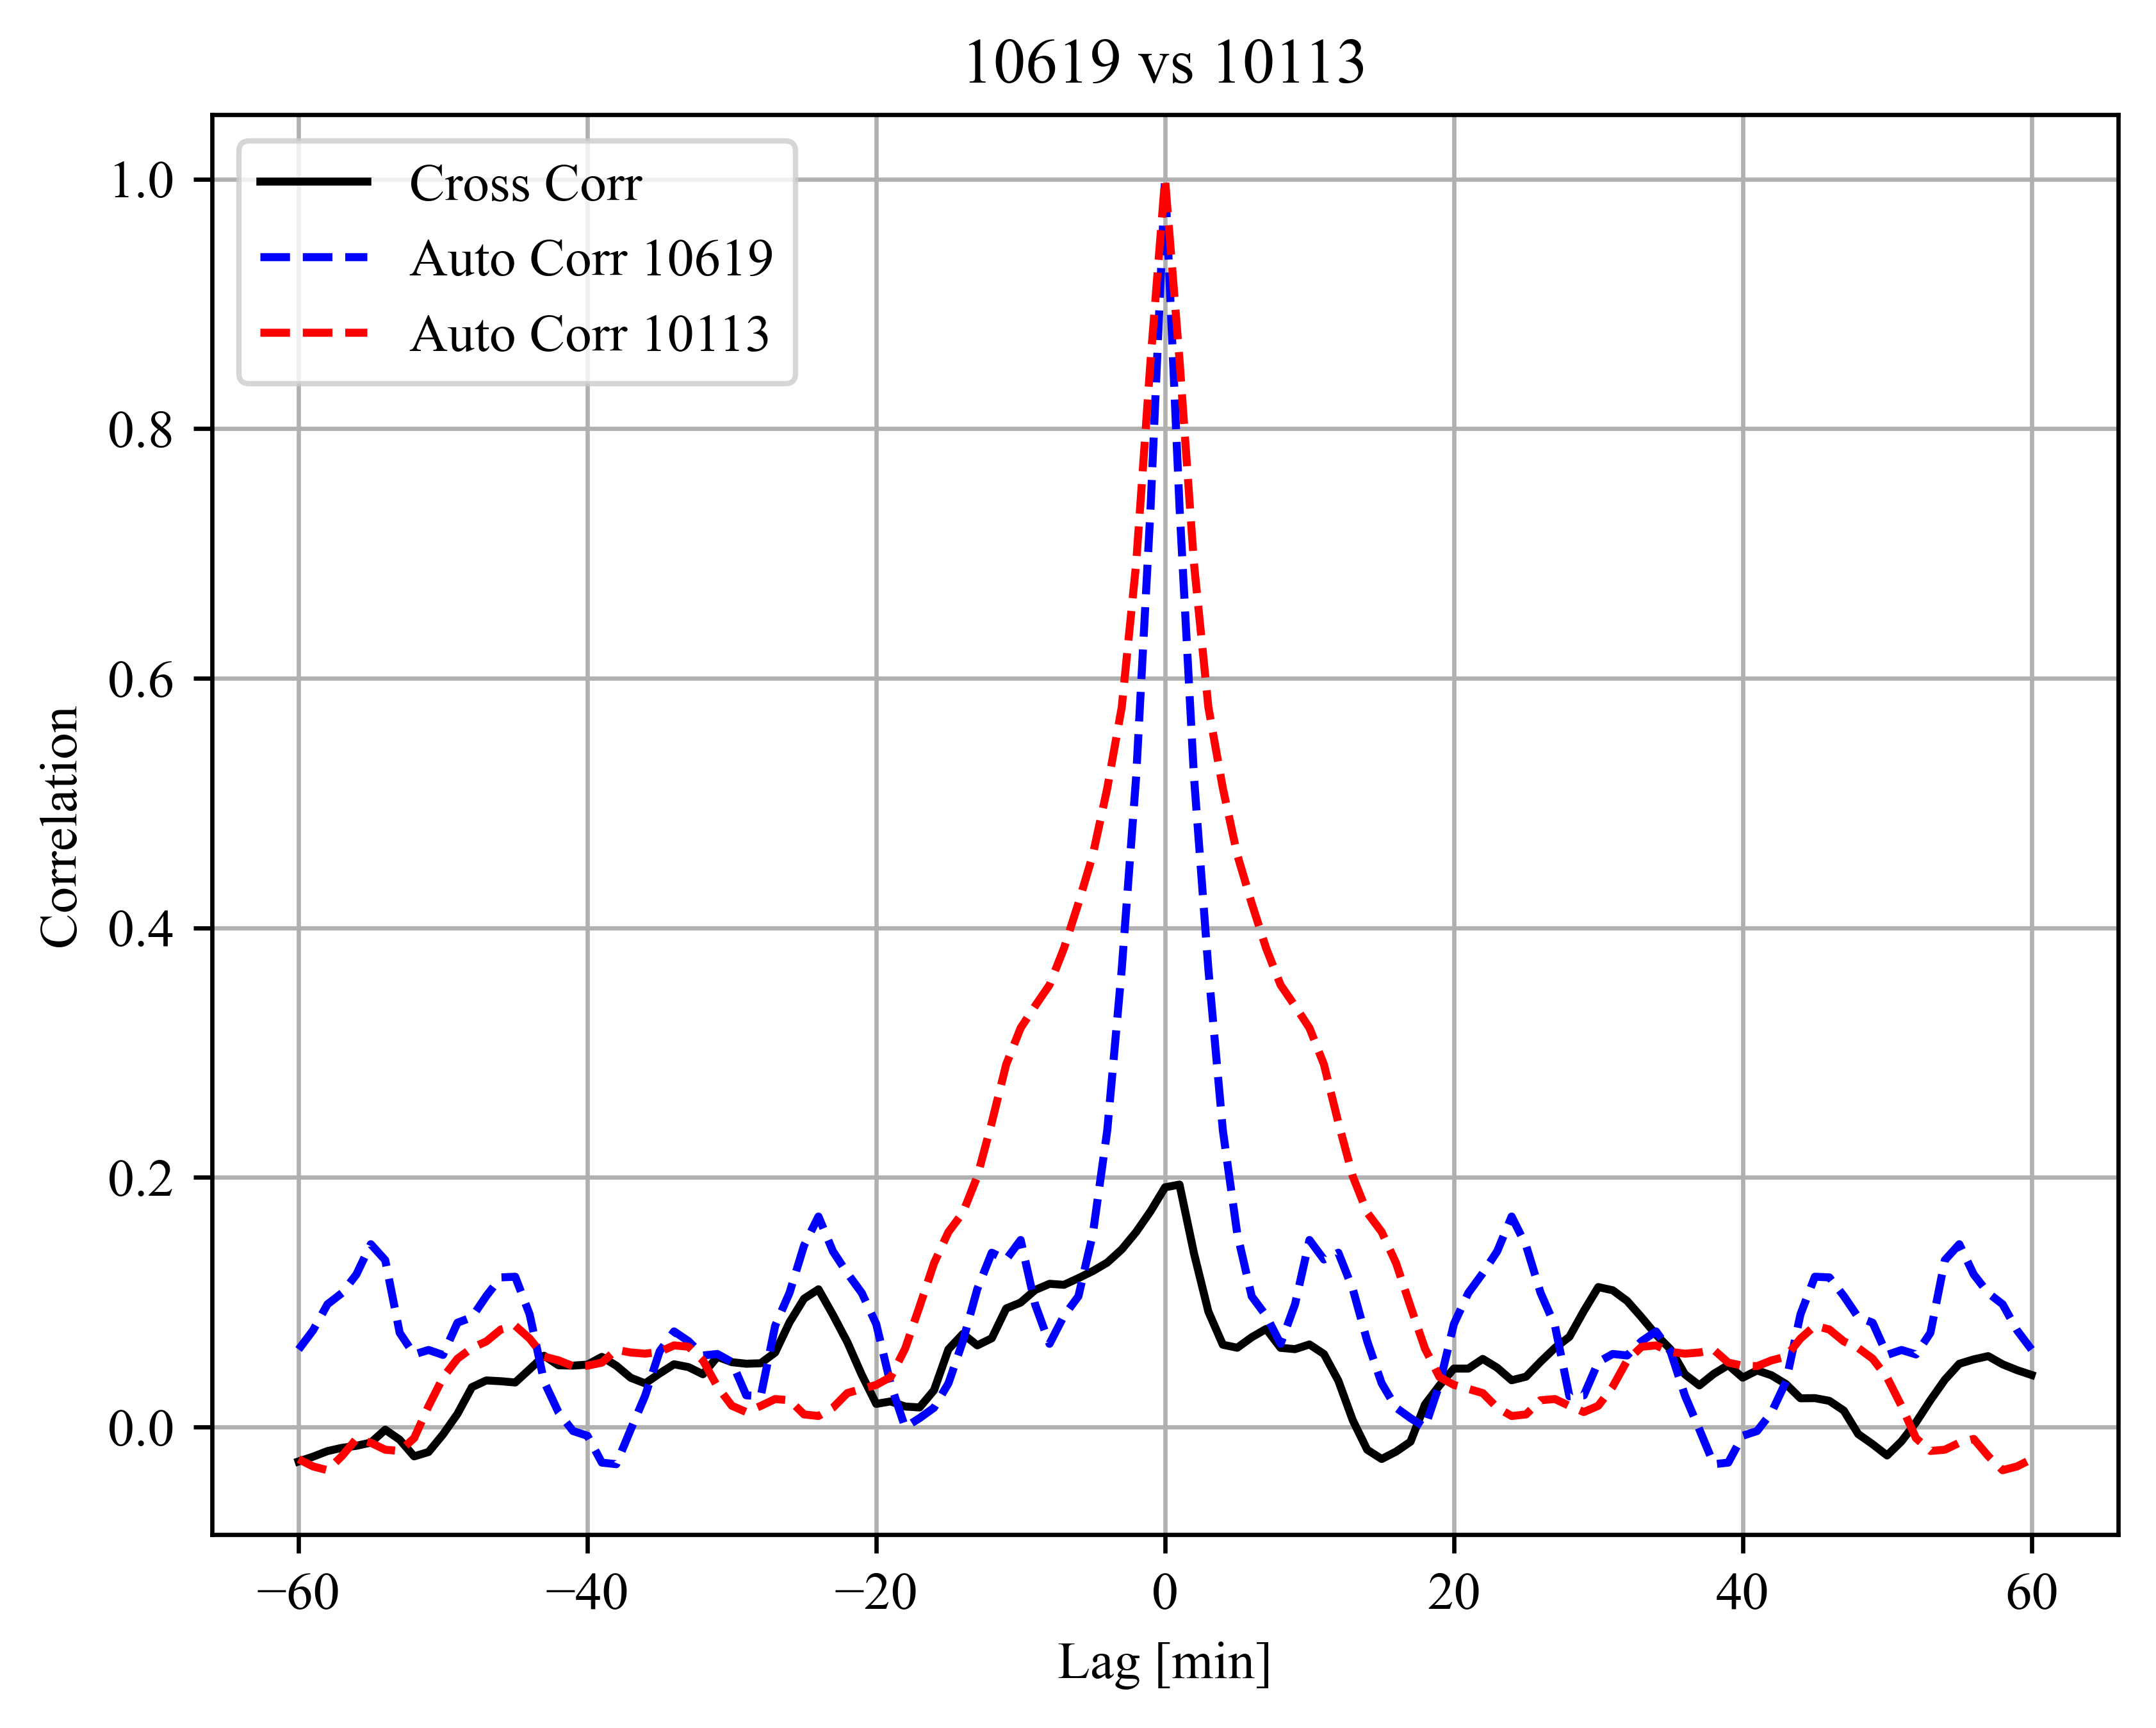 10619 vs 10113
Cross Corr
Auto Corr 10619
Auto Corr 10113
1.0
0.8
0.6
0.4
0.2
0.0
Correlation
−60
−40
−20
0
20
40
60
Lag [min]